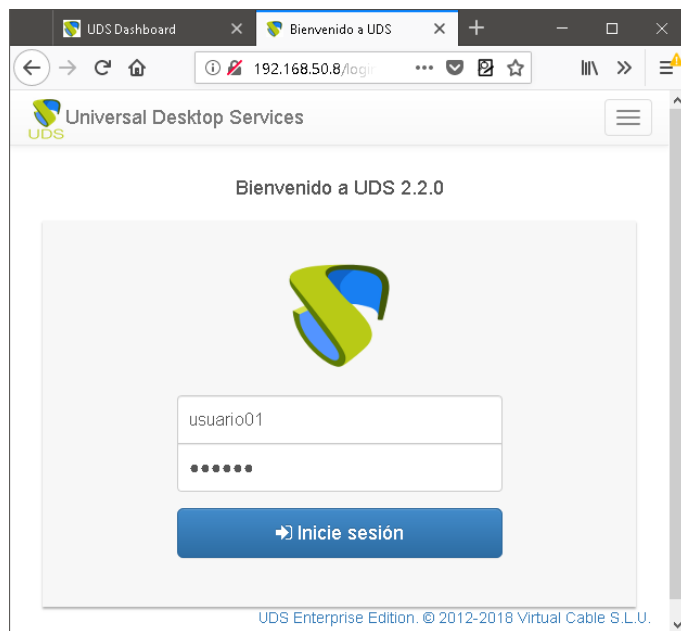 UDS Dashboard
Bienvenido a UDS
192.168.50.8/login
UDS
Universal Desktop Services
Bienvenido a UDS 2.2.0
usuario01
••••••
Inicie sesión
UDS Enterprise Edition. © 2012-2018 Virtual Cable S.L.U.